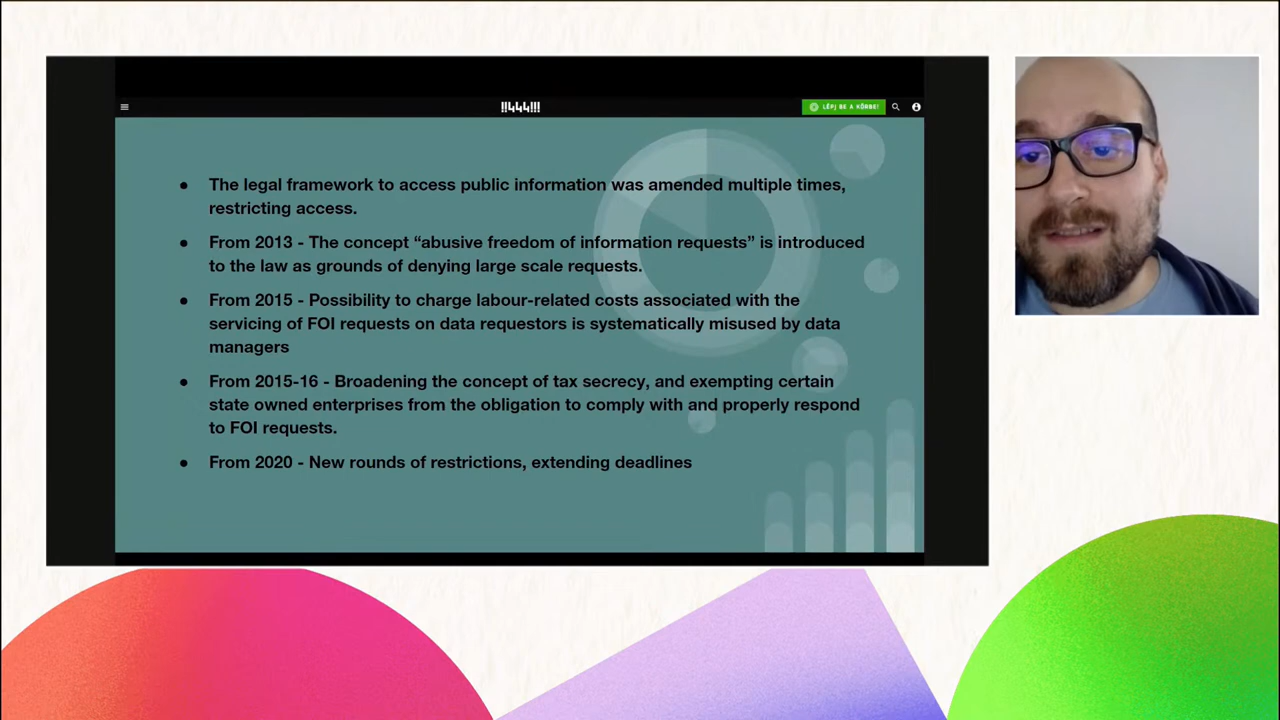 !!444!!!
LÉPJ BE A KÖRBE!
● The legal framework to access public information was amended multiple times,
restricting access.
● From 2013 - The concept “abusive freedom of information requests” is introduced
to the law as grounds of denying large scale requests.
● From 2015 - Possibility to charge labour-related costs associated with the
servicing of FOI requests on data requestors is systematically misused by data
managers
● From 2015-16 - Broadening the concept of tax secrecy, and exempting certain
state owned enterprises from the obligation to comply with and properly respond
to FOI requests.
● From 2020 - New rounds of restrictions, extending deadlines